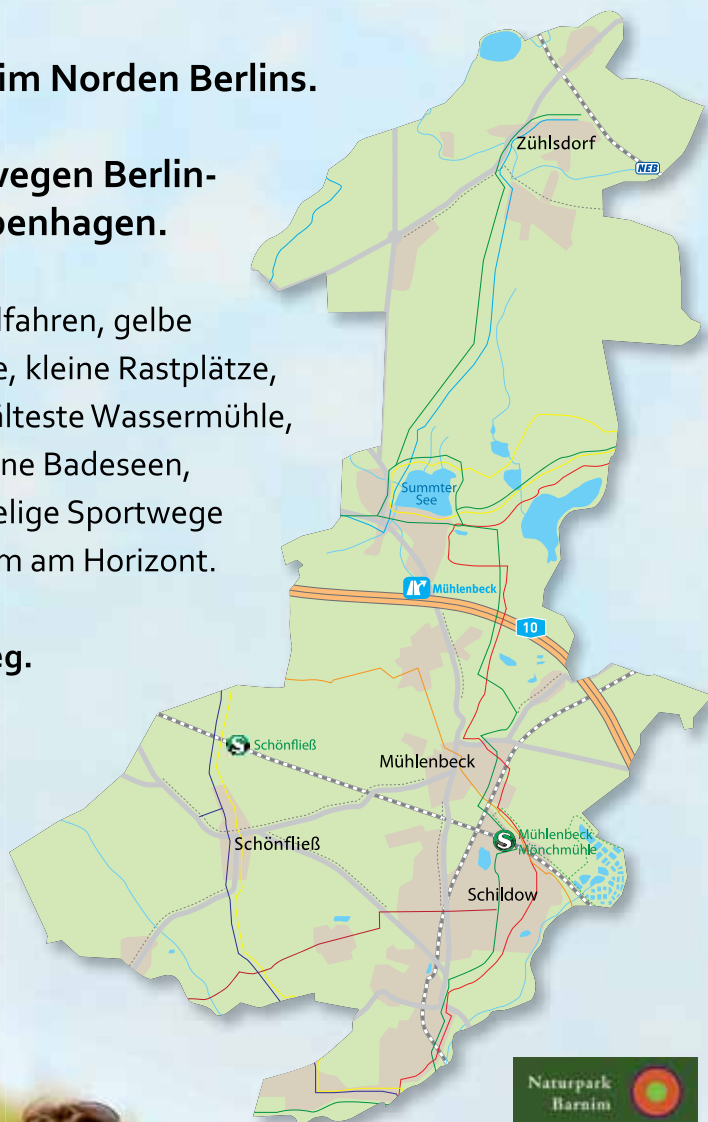 im Norden Berlins.
wegen Berlin-
penhagen.
lfahren, gelbe
e, kleine Rastplätze,
älteste Wassermühle,
ne Badeseen,
elige Sportwege
m am Horizont.
eg.
Zühlsdorf
NEB
Summter
See
Mühlenbeck
10
S Schönfließ
Mühlenbeck
Schönfließ
S Mühlenbeck
Mönchmühle
Schildow
Naturpark
Barnim